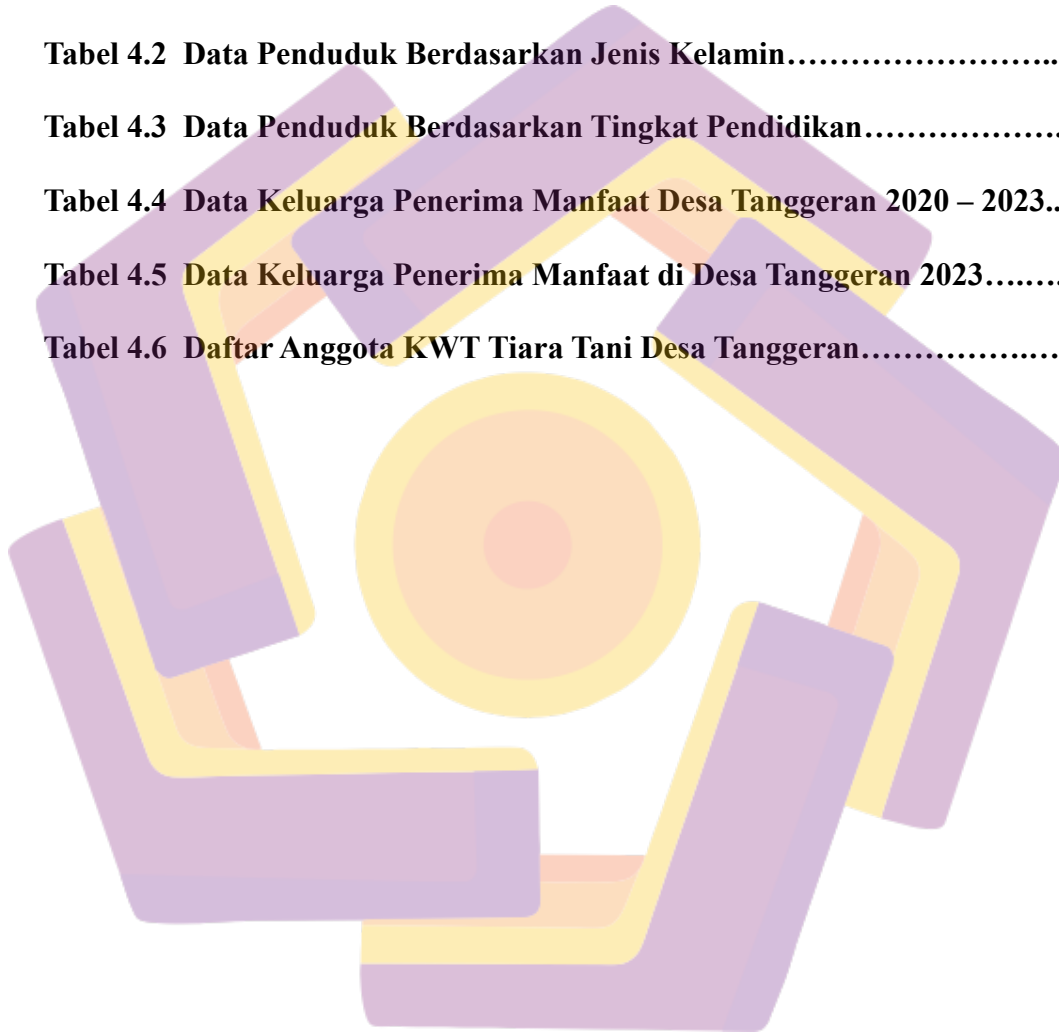 Tabel 4.2 Data Penduduk Berdasarkan Jenis Kelamin……………………..
Tabel 4.3 Data Penduduk Berdasarkan Tingkat Pendidikan……………….
Tabel 4.4 Data Keluarga Penerima Manfaat Desa Tanggeran 2020 – 2023..
Tabel 4.5 Data Keluarga Penerima Manfaat di Desa Tanggeran 2023….….
Tabel 4.6 Daftar Anggota KWT Tiara Tani Desa Tanggeran…………….…